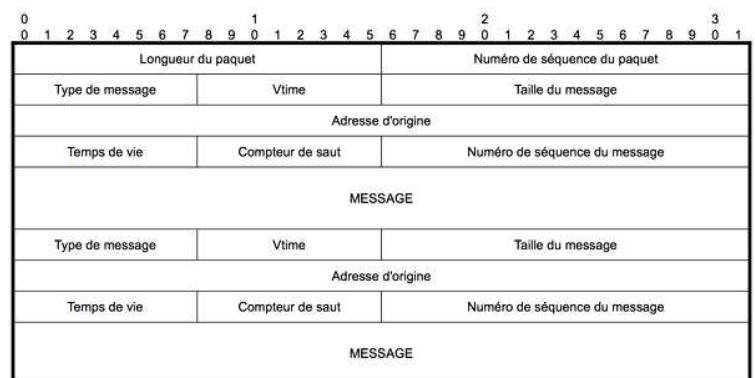 0 1 2 3
0 1 2 3 4 5 6 7 8 9 0 1 2 3 4 5 6 7 8 9 0 1 2 3 4 5 6 7 8 9 0 1
Longueur du paquet Numéro de séquence du paquet
Type de message Vtime Taille du message
Adresse d'origine
Temps de vie Compteur de saut Numéro de séquence du message
MESSAGE
Type de message Vtime Taille du message
Adresse d'origine
Temps de vie Compteur de saut Numéro de séquence du message
MESSAGE